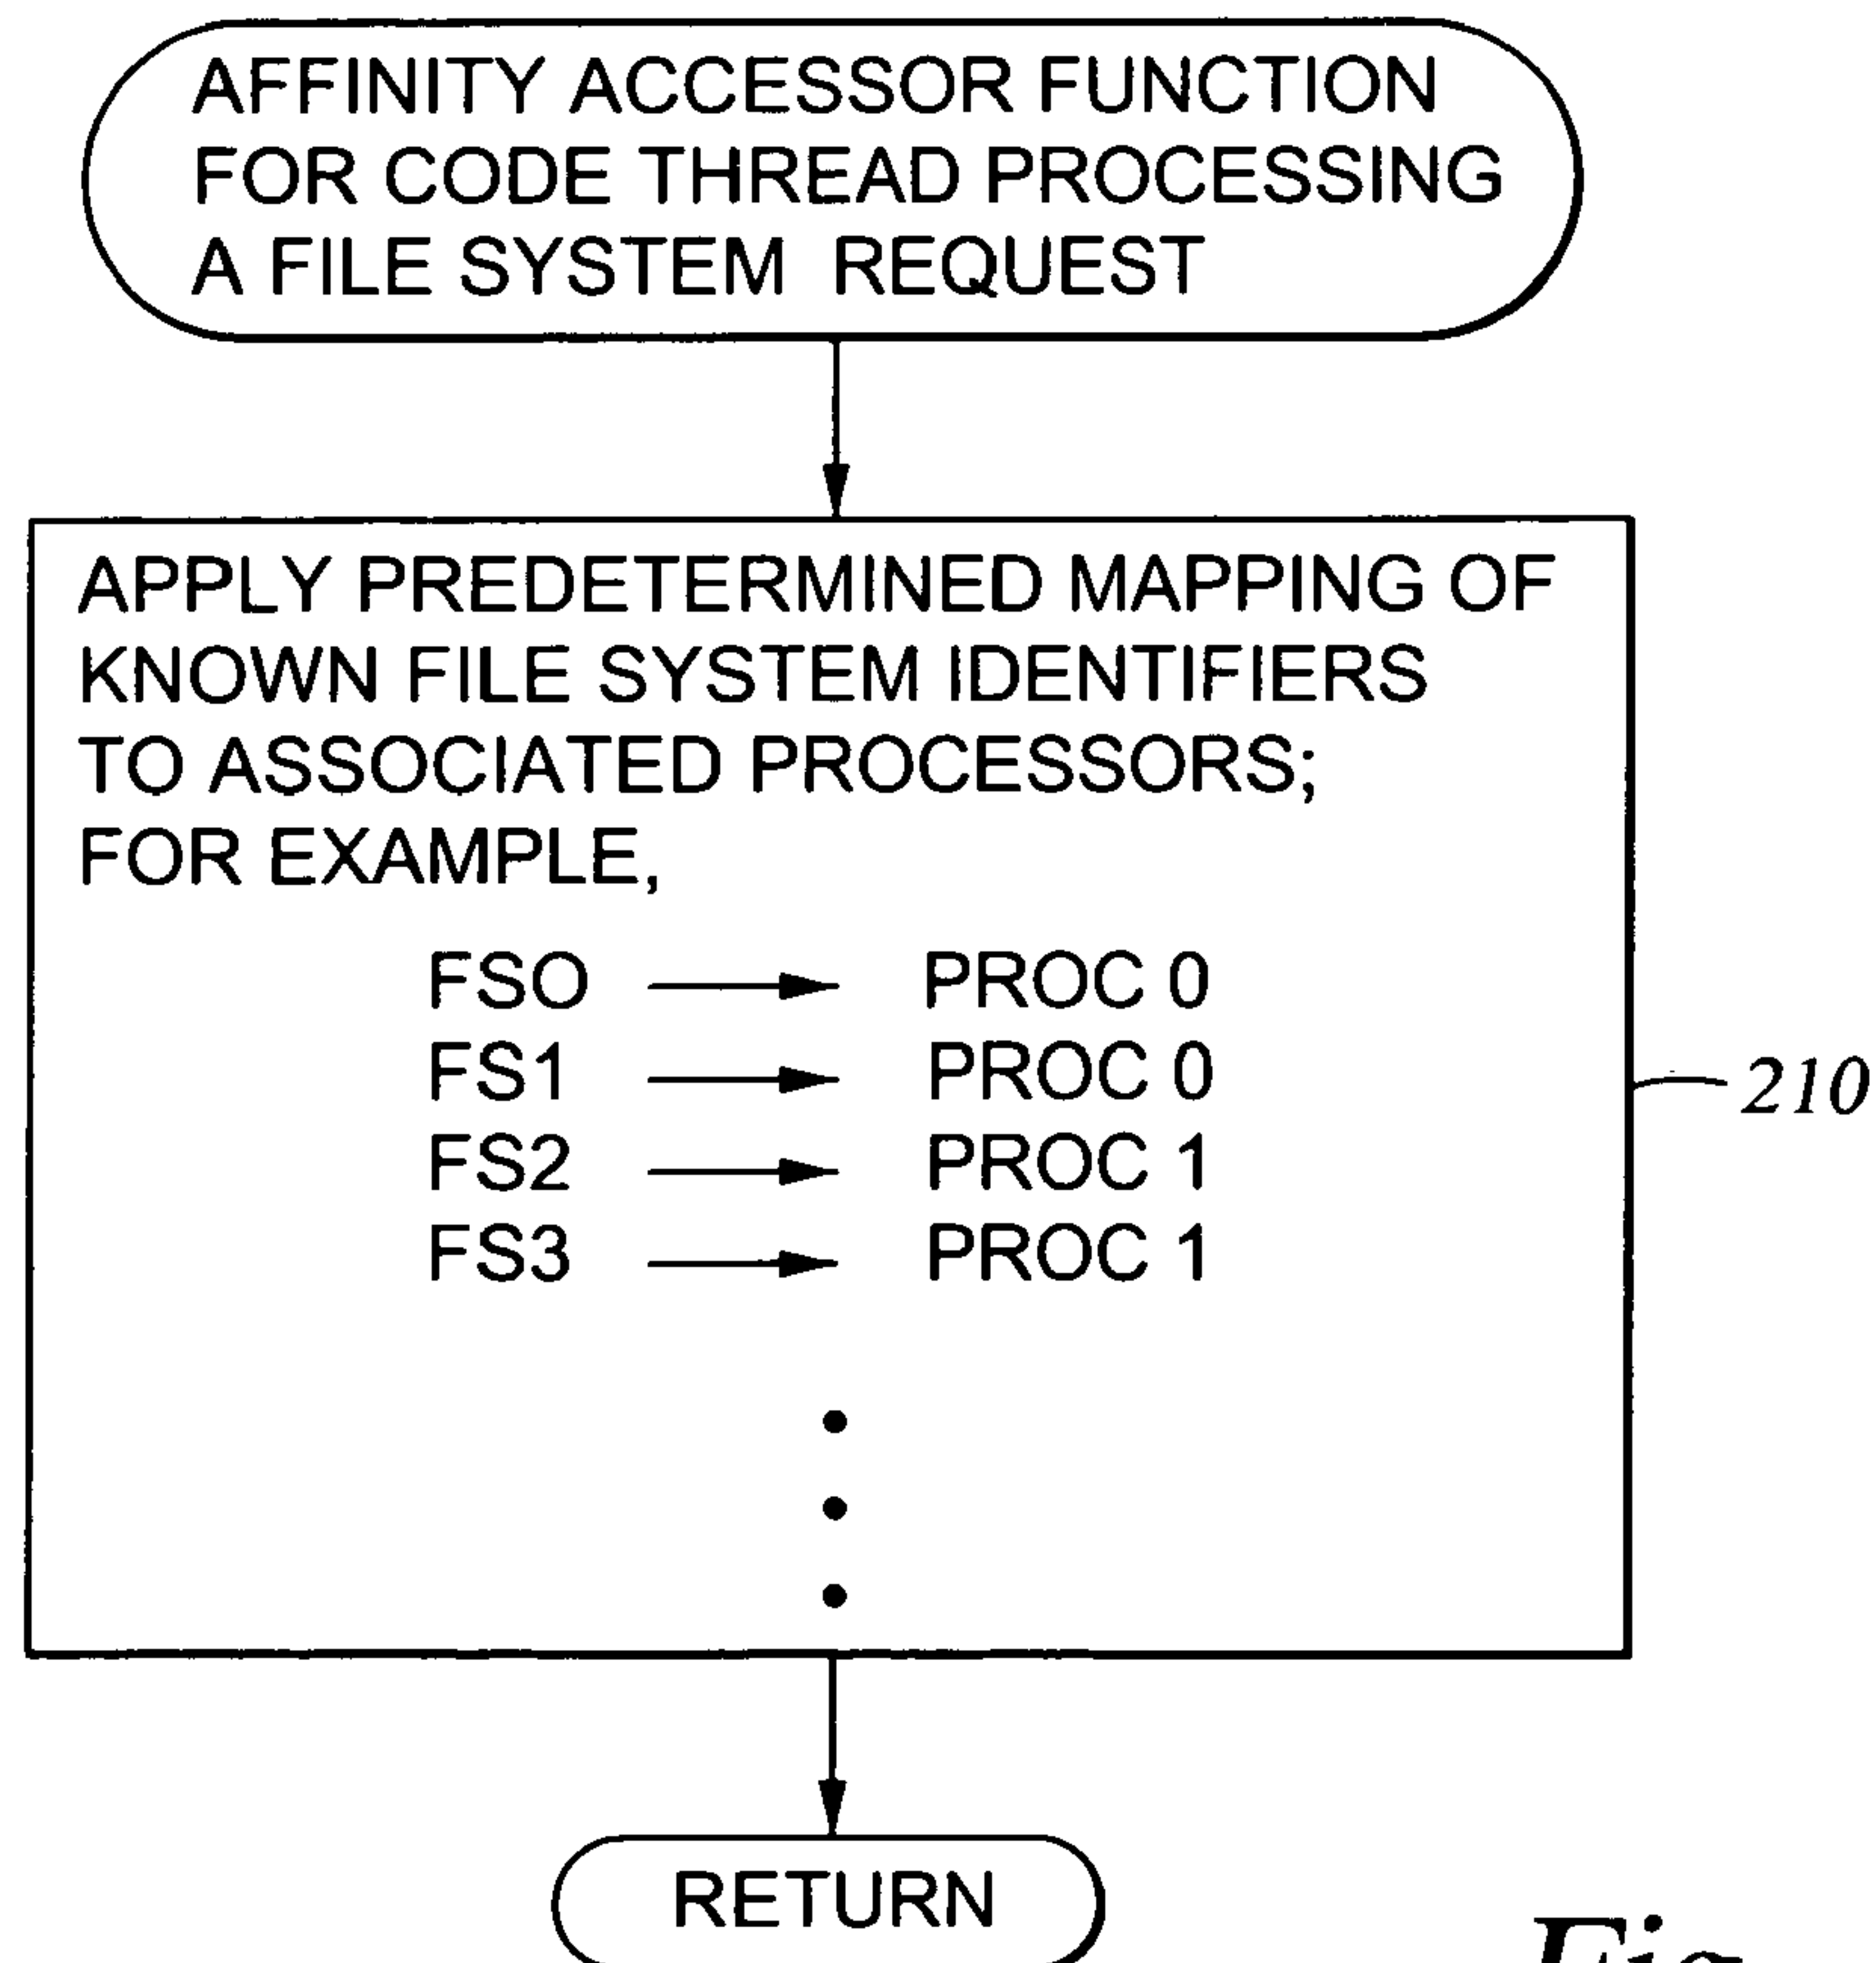 AFFINITY ACCESSOR FUNCTION
FOR CODE THREAD PROCESSING
A FILE SYSTEM REQUEST
APPLY PREDETERMINED MAPPING OF
KNOWN FILE SYSTEM IDENTIFIERS
TO ASSOCIATED PROCESSORS;
FOR EXAMPLE,
FSO → PROC 0
FS1 → PROC 0
FS2 → PROC 1
FS3 → PROC 1
210
RETURN